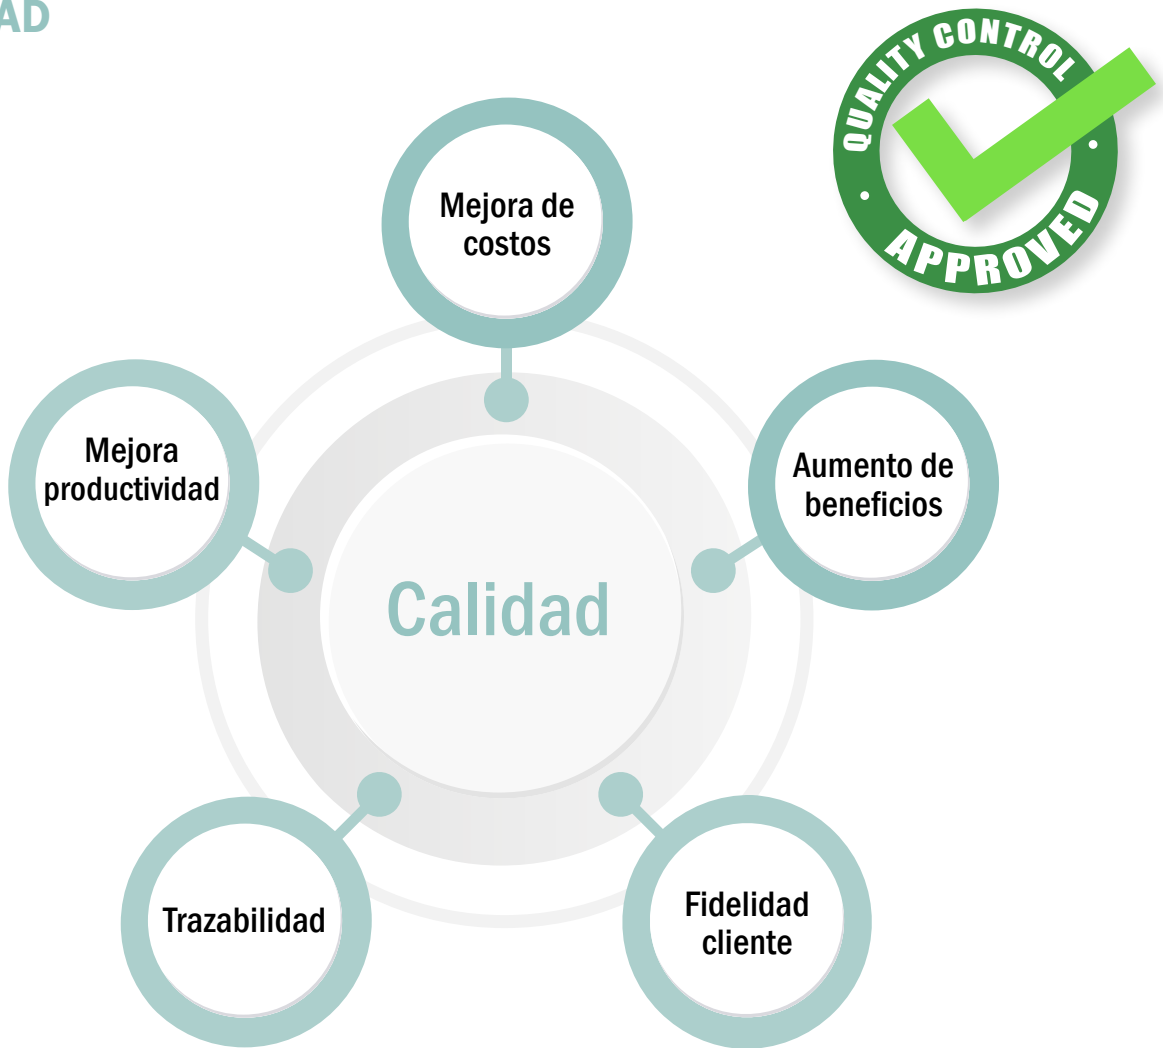 AD
QUALITY CONTROL
APPROVED
Mejora de
costos
Mejora
productividad
Aumento de
beneficios
Calidad
Trazabilidad
Fidelidad
cliente